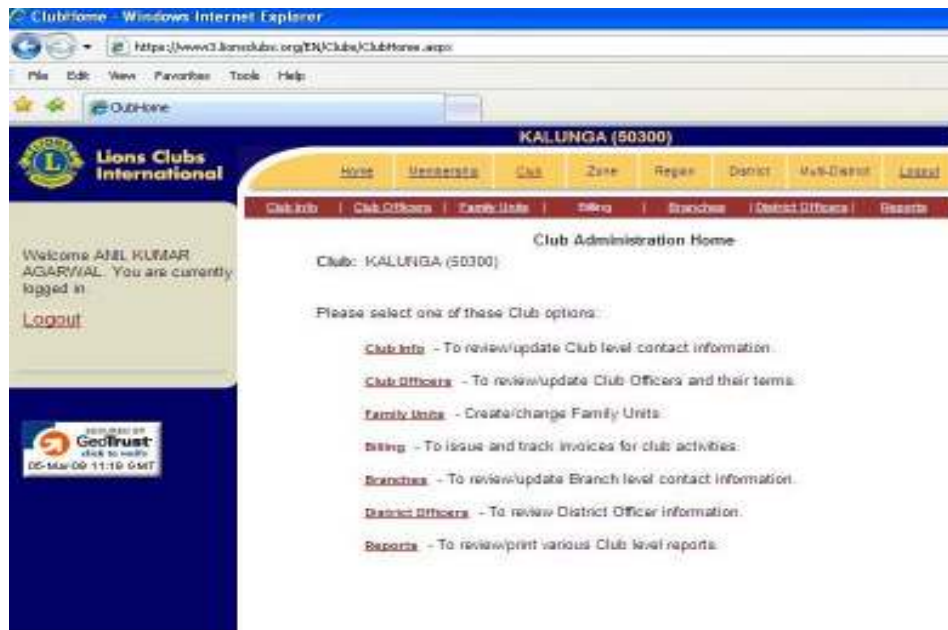 ClubHome - Windows Internet Explorer
https://www3.lionsclubs.org/EN/Clubs/ClubHome.aspx
File Edit View Favorites Tools Help
ClubHome
KALUNGA (50300)
Lions Clubs
International
Home Membership Club Zone Region District Multi-District Logout
Club Info | Club Officers | Family Units | Billing | Branches | District Officers | Reports
Welcome ANIL KUMAR
AGARWAL. You are currently
logged in
Logout
Club Administration Home
Club: KALUNGA (50300)
Please select one of these Club options:
Club Info - To review/update Club level contact information.
Club Officers - To review/update Club Officers and their terms.
Family Units - Create/change Family Units
Billing - To issue and track invoices for club activities.
Branches - To review/update Branch level contact information.
District Officers - To review District Officer information.
Reports - To review/print various Club level reports.
SECURED BY
GeoTrust
click to verify
05-Mar-09 11:19 GMT